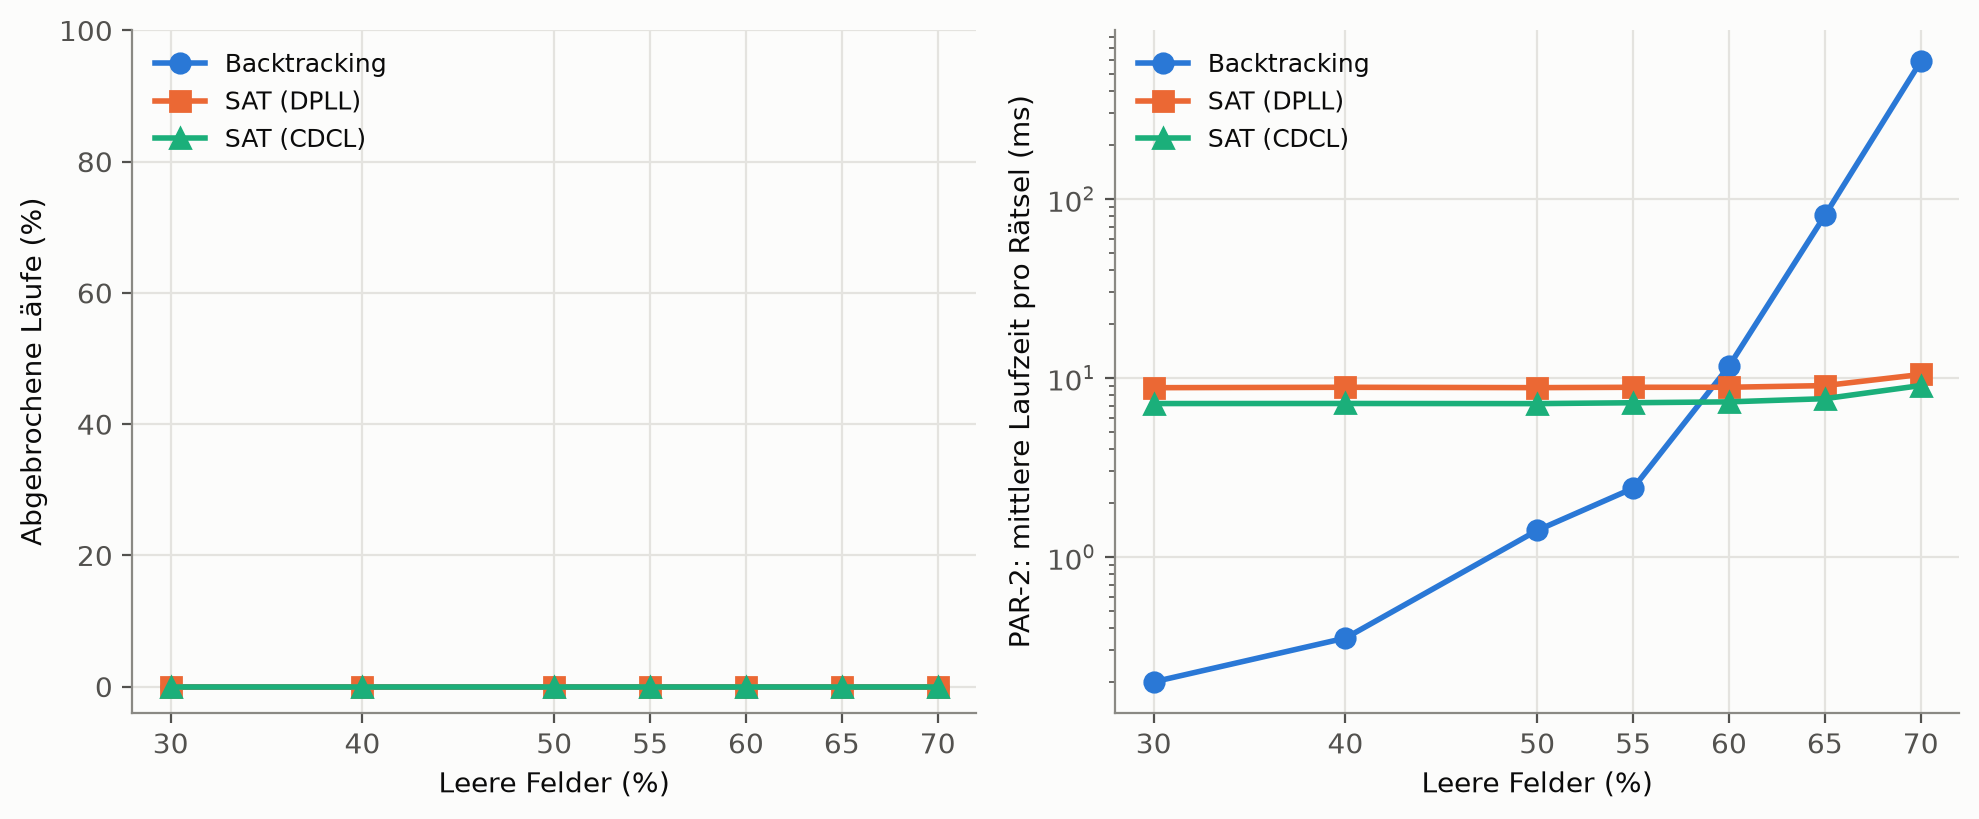 Abgebrochene Läufe (%)
100
80
60
40
20
0
Backtracking
SAT (DPLL)
SAT (CDCL)
30 40 50 55 60 65 70
Leere Felder (%)
PAR-2: mittlere Laufzeit pro Rätsel (ms)
10²
10¹
10⁰
Backtracking
SAT (DPLL)
SAT (CDCL)
30 40 50 55 60 65 70
Leere Felder (%)